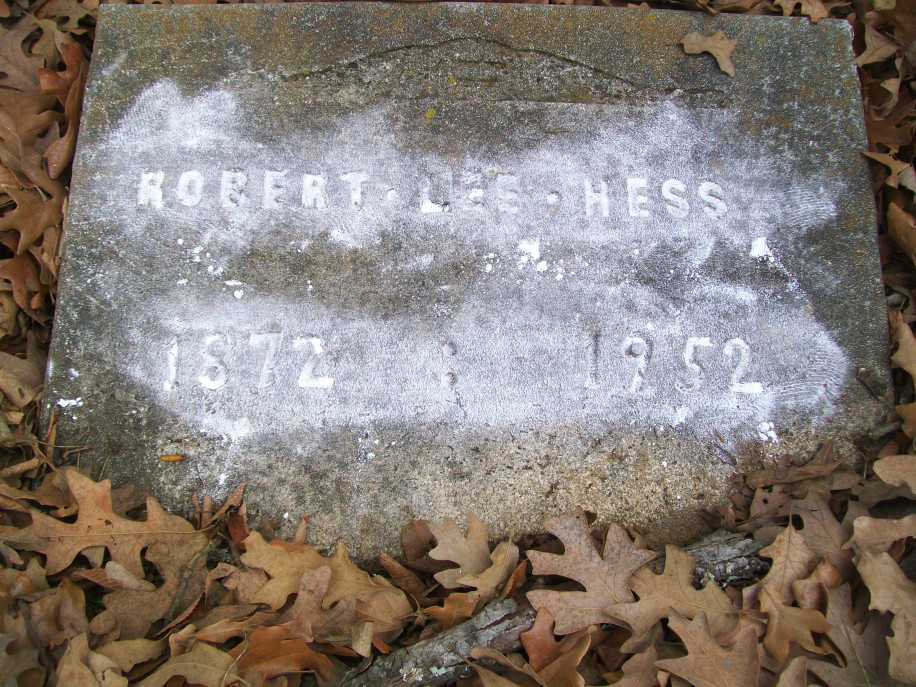 ROBERT · LEE · HESS
1872 : 1952